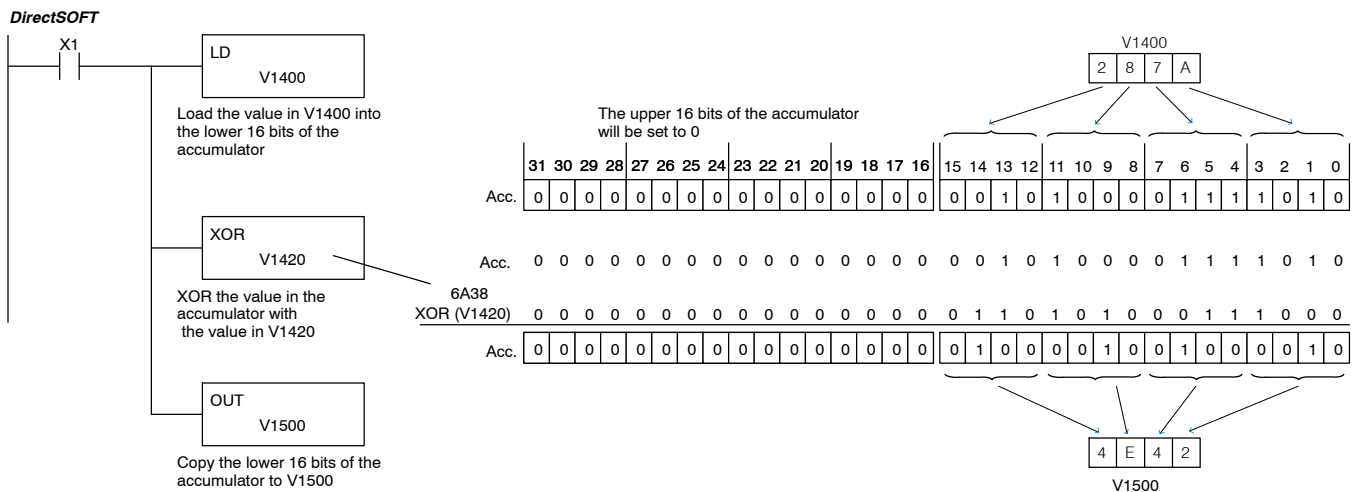 DirectSOFT
X1
LD
V1400
Load the value in V1400 into
the lower 16 bits of the
accumulator
XOR
V1420
XOR the value in the
accumulator with
the value in V1420
OUT
V1500
Copy the lower 16 bits of the
accumulator to V1500
The upper 16 bits of the accumulator
will be set to 0
V1400
2 8 7 A
31 30 29 28 27 26 25 24 23 22 21 20 19 18 17 16 15 14 13 12 11 10 9 8 7 6 5 4 3 2 1 0
Acc. 0 0 0 0 0 0 0 0 0 0 0 0 0 0 0 0 0 0 1 0 1 0 0 0 0 1 1 1 1 0 1 0
Acc. 0 0 0 0 0 0 0 0 0 0 0 0 0 0 0 0 0 0 1 0 1 0 0 0 0 1 1 1 1 0 1 0
6A38
XOR (V1420) 0 0 0 0 0 0 0 0 0 0 0 0 0 0 0 0 0 1 1 0 1 0 1 0 0 0 1 1 1 0 0 0
Acc. 0 0 0 0 0 0 0 0 0 0 0 0 0 0 0 0 0 1 0 0 0 0 1 0 0 1 0 0 0 0 1 0
4 E 4 2
V1500